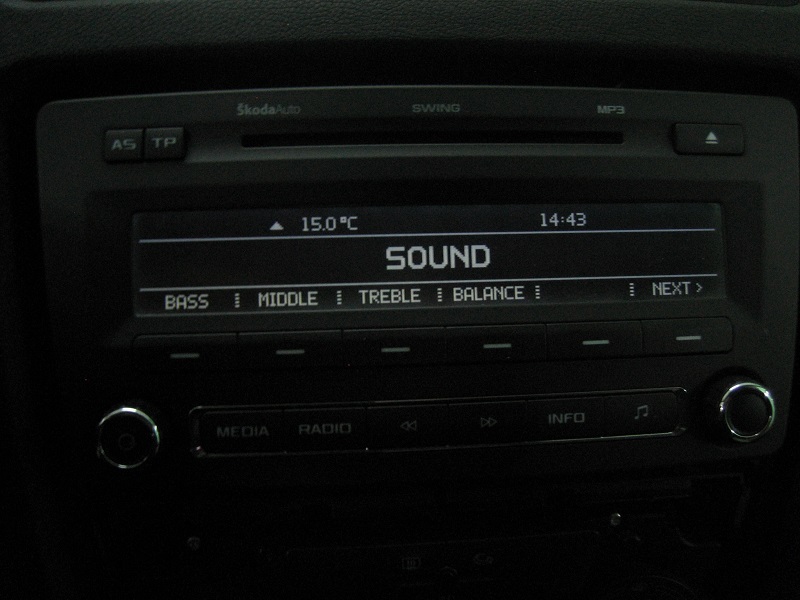 ŠkodaAuto SWING MP3
AS TP
15.0°C 14:43
SOUND
BASS MIDDLE TREBLE BALANCE NEXT >
MEDIA RADIO INFO